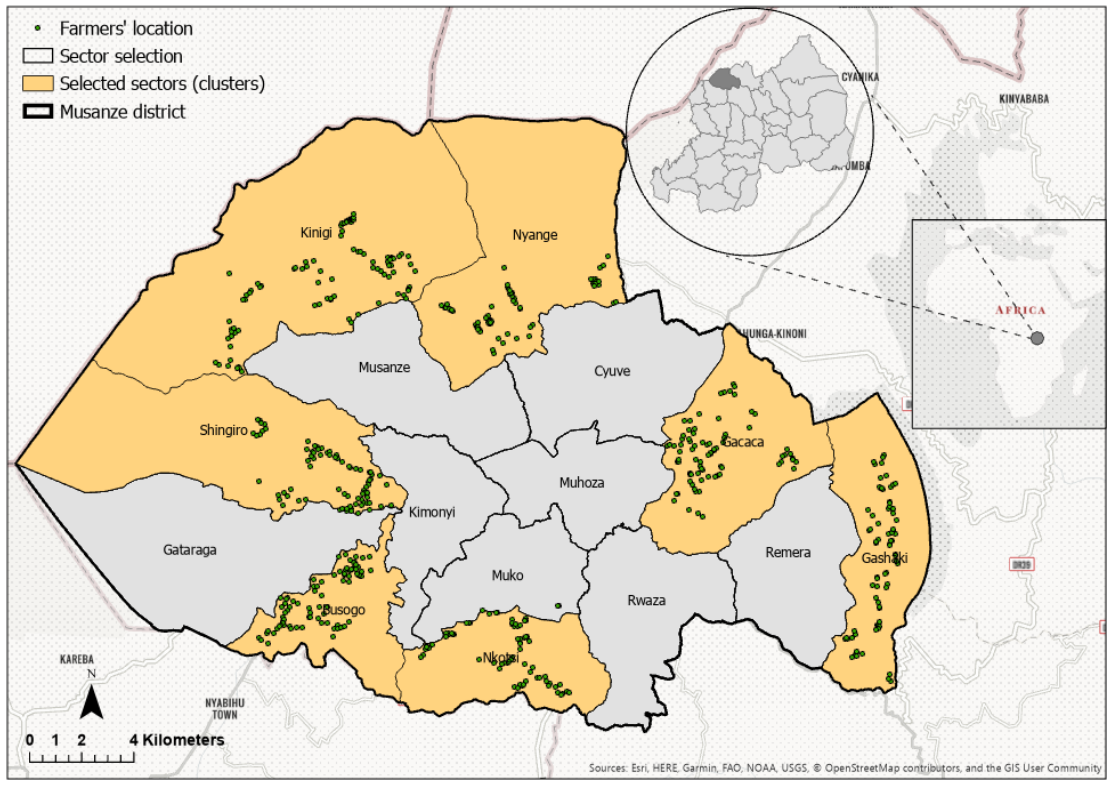 Farmers' location
Sector selection
Selected sectors (clusters)
Musanze district
CYANIKA
KINYABABA
Kinigi
Nyange
AFRICA
Musanze
Cyuve
Shingiro
Gacaca
Muhoza
Kimonyi
Gataraga
Remera
Gashaki
Muko
Rwaza
Busogo
Nkotsi
DR39
KAREBA
N
NYABIHU
TOWN
0 1 2 4 Kilometers
Sources: Esri, HERE, Garmin, FAO, NOAA, USGS, © OpenStreetMap contributors, and the GIS User Community